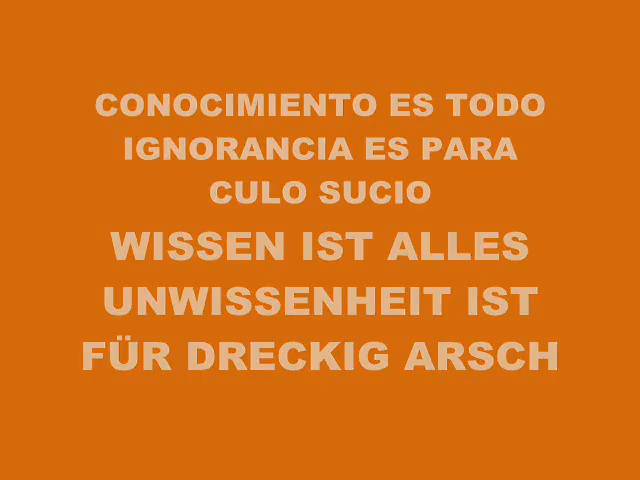 CONOCIMIENTO ES TODO
IGNORANCIA ES PARA
CULO SUCIO
WISSEN IST ALLES
UNWISSENHEIT IST
FÜR DRECKIG ARSCH